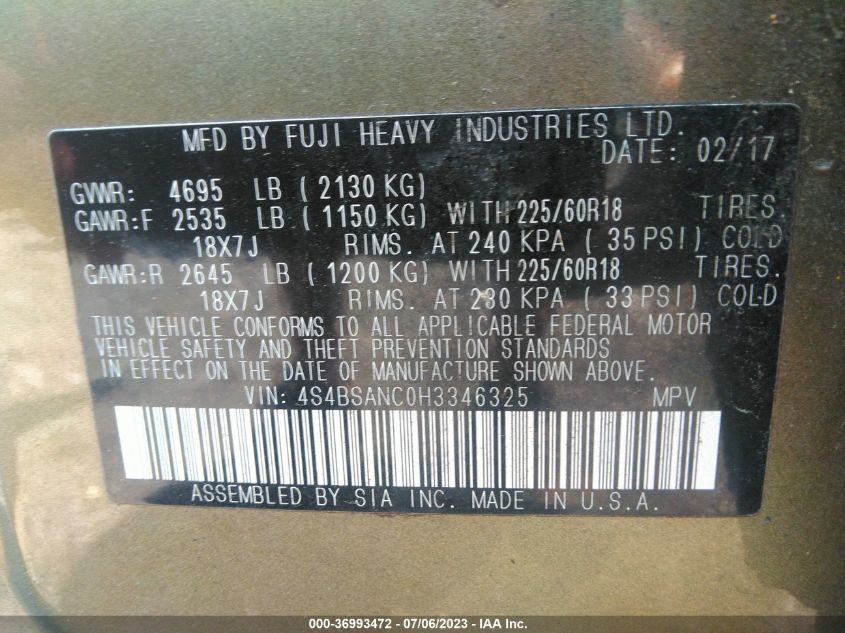 MFD BY FUJI HEAVY INDUSTRIES LTD.
DATE: 02/17
GVWR: 4695 LB ( 2130 KG)
GAWR:F 2535 LB ( 1150 KG) WITH 225/60R18 TIRES.
18X7J RIMS. AT 240 KPA ( 35 PSI) COLD
GAWR:R 2645 LB ( 1200 KG) WITH 225/60R18 TIRES.
18X7J RIMS. AT 230 KPA ( 33 PSI) COLD
THIS VEHICLE CONFORMS TO ALL APPLICABLE FEDERAL MOTOR
VEHICLE SAFETY AND THEFT PREVENTION STANDARDS
IN EFFECT ON THE DATE OF MANUFACTURE SHOWN ABOVE.
VIN: 4S4BSANC0H3346325 MPV
ASSEMBLED BY SIA INC. MADE IN U.S.A.
000-36993472 - 07/06/2023 - IAA Inc.